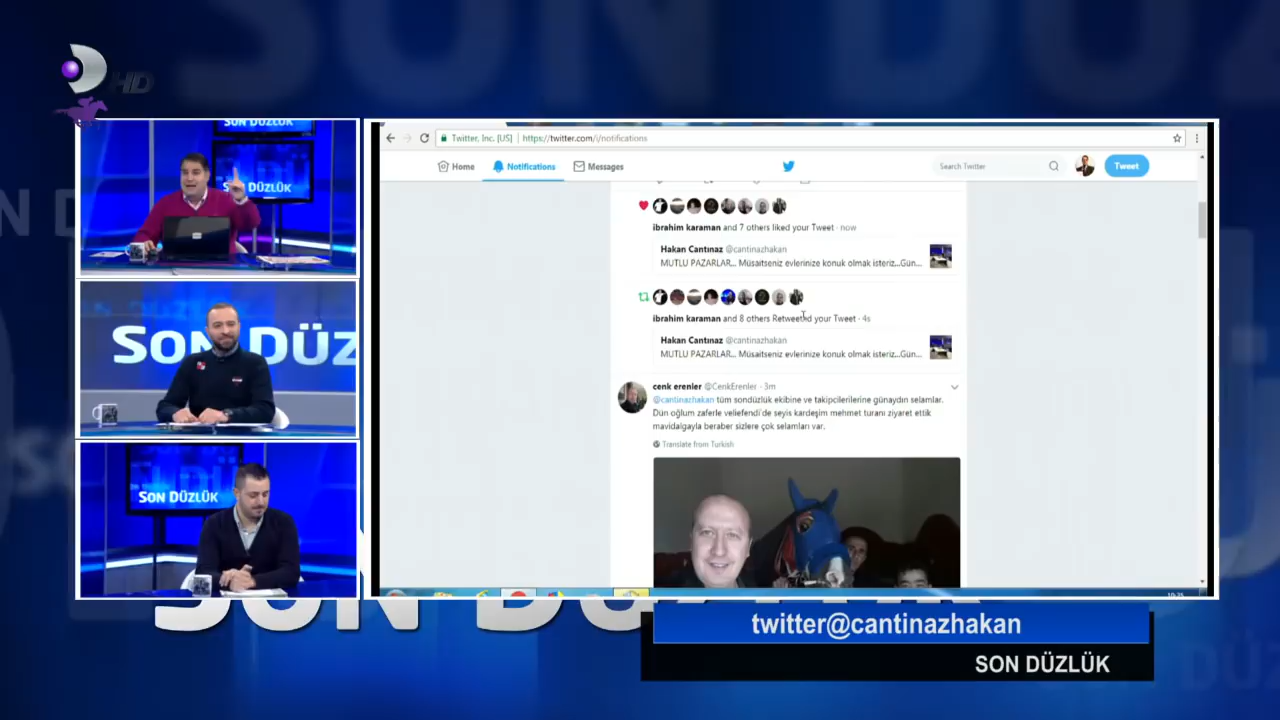 HD
SON DÜZLÜK
SON DÜZLÜK
SON DÜZ
SON DÜZLÜK
Twitter, Inc. [US]
https://twitter.com/i/notifications
Home
Notifications
Messages
Search Twitter
Tweet
ibrahim karaman and 7 others liked your Tweet · now
Hakan Cantınaz @cantinazhakan
MUTLU PAZARLAR... Müsaitseniz evlerinize konuk olmak isteriz...Gün...
ibrahim karaman and 8 others Retweeted your Tweet · 4s
Hakan Cantınaz @cantinazhakan
MUTLU PAZARLAR... Müsaitseniz evlerinize konuk olmak isteriz...Gün...
cenk erenler @CenkErenler · 3m
@cantinazhakan tüm sondüzlük ekibine ve takipcilerilerine günaydın selamlar.
Dün oğlum zaferle veliefendi'de seyis kardeşim mehmet turanı ziyaret ettik
mavidalgayla beraber sizlere çok selamları var.
Translate from Turkish
twitter@cantinazhakan
SON DÜZLÜK